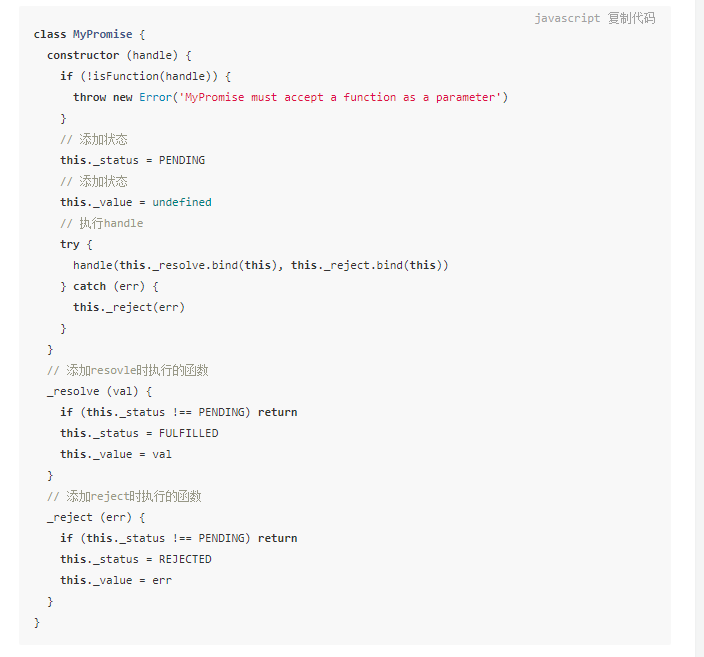 javascript 复制代码
class MyPromise {
  constructor (handle) {
    if (!isFunction(handle)) {
      throw new Error('MyPromise must accept a function as a parameter')
    }
    // 添加状态
    this._status = PENDING
    // 添加状态
    this._value = undefined
    // 执行handle
    try {
      handle(this._resolve.bind(this), this._reject.bind(this))
    } catch (err) {
      this._reject(err)
    }
  }
  // 添加resovle时执行的函数
  _resolve (val) {
    if (this._status !== PENDING) return
    this._status = FULFILLED
    this._value = val
  }
  // 添加reject时执行的函数
  _reject (err) {
    if (this._status !== PENDING) return
    this._status = REJECTED
    this._value = err
  }
}